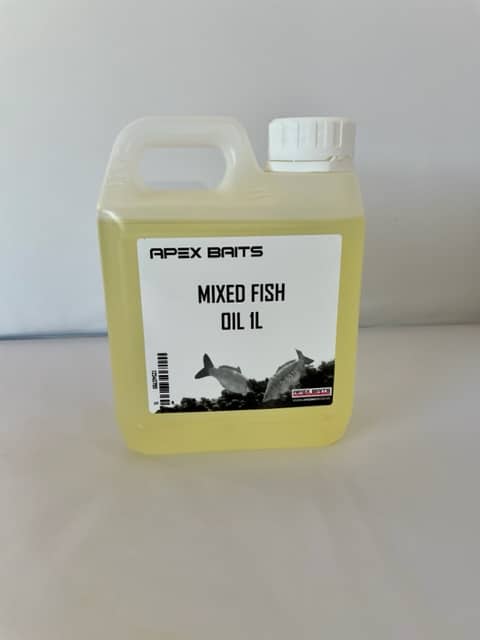 APEX BAITS
MIXED FISH
OIL 1L